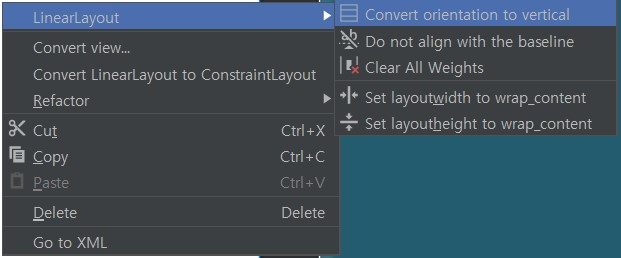 LinearLayout
Convert view...
Convert LinearLayout to ConstraintLayout
Refactor
Cut Ctrl+X
Copy Ctrl+C
Paste Ctrl+V
Delete Delete
Go to XML
Convert orientation to vertical
Do not align with the baseline
Clear All Weights
Set layoutwidth to wrap_content
Set layoutheight to wrap_content